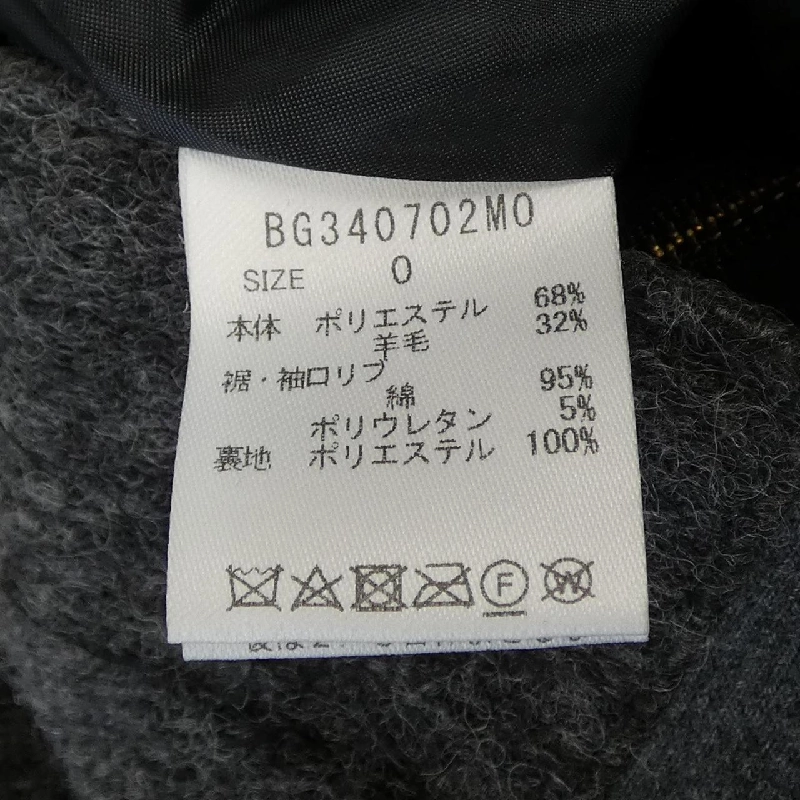 BG340702MO
SIZE 0
本体 ポリエステル 68%
羊毛 32%
裾・袖口リブ
綿 95%
ポリウレタン 5%
裏地 ポリエステル 100%
F W